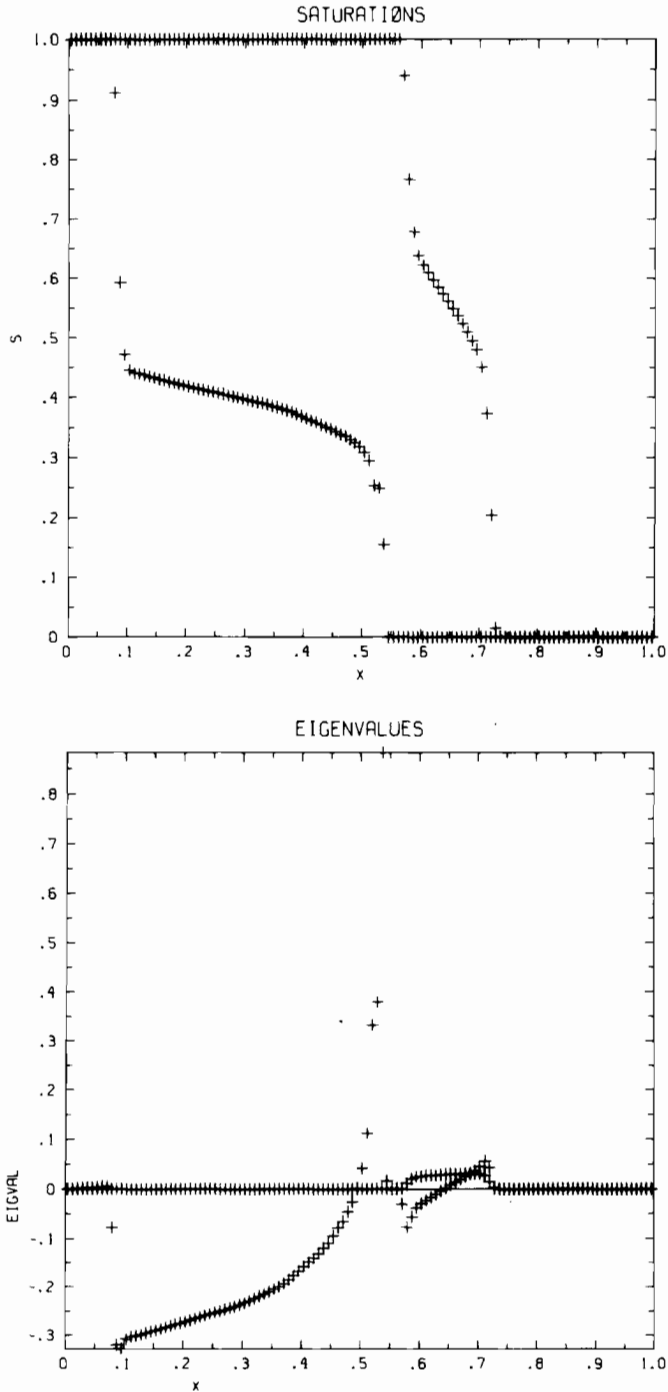 SATURATIØNS
1.0
.9
.8
.7
.6
.5
.4
.3
.2
.1
0
S
0 .1 .2 .3 .4 .5 .6 .7 .8 .9 1.0
X
EIGENVALUES
.8
.7
.6
.5
.4
.3
.2
.1
0
-.1
-.2
-.3
EIGVAL
0 .1 .2 .3 .4 .5 .6 .7 .8 .9 1.0
X